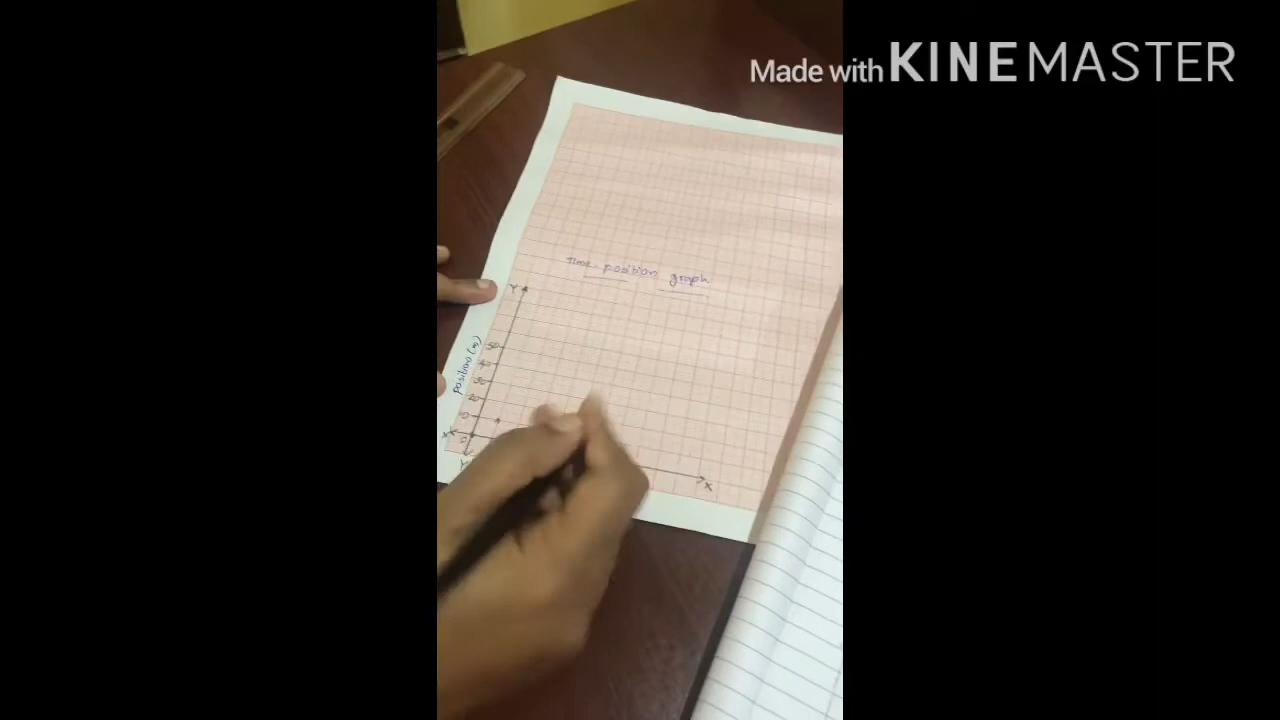 Made with KINEMASTER
Time - position graph
Y
position (m)
50
40
30
20
10
X
0
X
Y